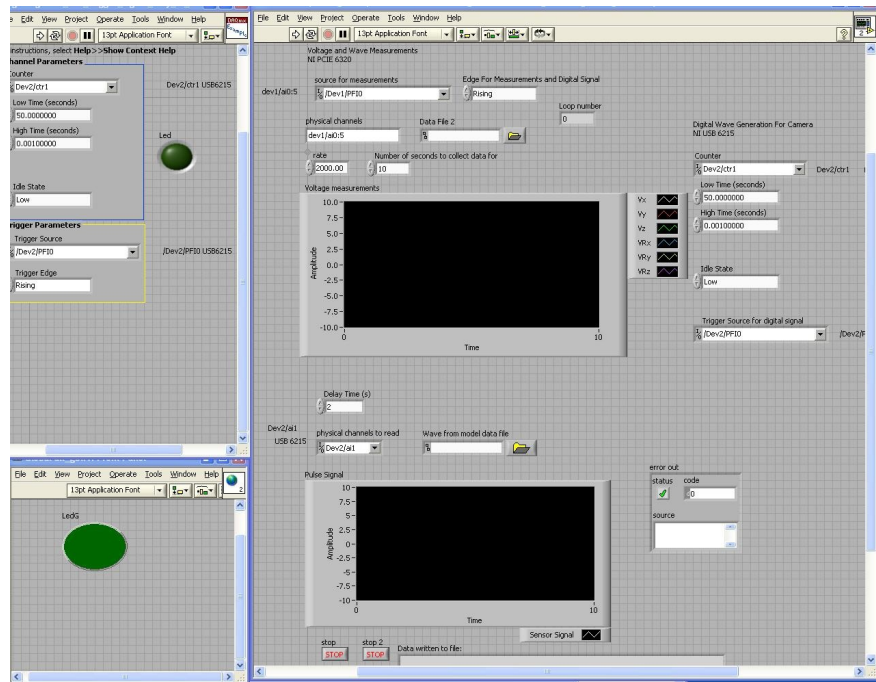 Edit View Project Operate Tools Window Help
13pt Application Font
instructions, select Help>>Show Context Help
Channel Parameters
Counter
Dev2/ctr1
Dev2/ctr1 USB6215
Low Time (seconds)
50.0000000
High Time (seconds)
0.00100000
Led
Idle State
Low
Trigger Parameters
Trigger Source
/Dev2/PFI0
/Dev2/PFI0 USB6215
Trigger Edge
Rising
File Edit View Project Operate Tools Window Help
13pt Application Font
2
LedG
File Edit View Project Operate Tools Window Help
13pt Application Font
2
Voltage and Wave Measurements
NI PCIE 6320
source for measurements
Edge For Measurements and Digital Signal
dev1/ai0:5
/Dev1/PFI0
Rising
Loop number
0
physical channels
Data File 2
dev1/ai0:5
rate
Number of seconds to collect data for
2000.00
10
Voltage measurements
10.0
7.5
5.0
2.5
0.0
-2.5
-5.0
-7.5
-10.0
Amplitude
0
10
Time
Vx
Vy
Vz
VRx
VRy
VRz
Digital Wave Generation For Camera
NI USB 6215
Counter
Dev2/ctr1
Dev2/ctr1
Low Time (seconds)
50.0000000
High Time (seconds)
0.00100000
Idle State
Low
Trigger Source for digital signal
/Dev2/PFI0
/Dev2/P
Delay Time (s)
2
Dev2/ai1
USB 6215
physical channels to read
Wave from model data file
Dev2/ai1
Pulse Signal
10
7.5
5
2.5
0
-2.5
-5
-7.5
-10
Amplitude
0
10
Time
Sensor Signal
error out
status
code
0
source
stop
stop 2
STOP
STOP
Data written to file: